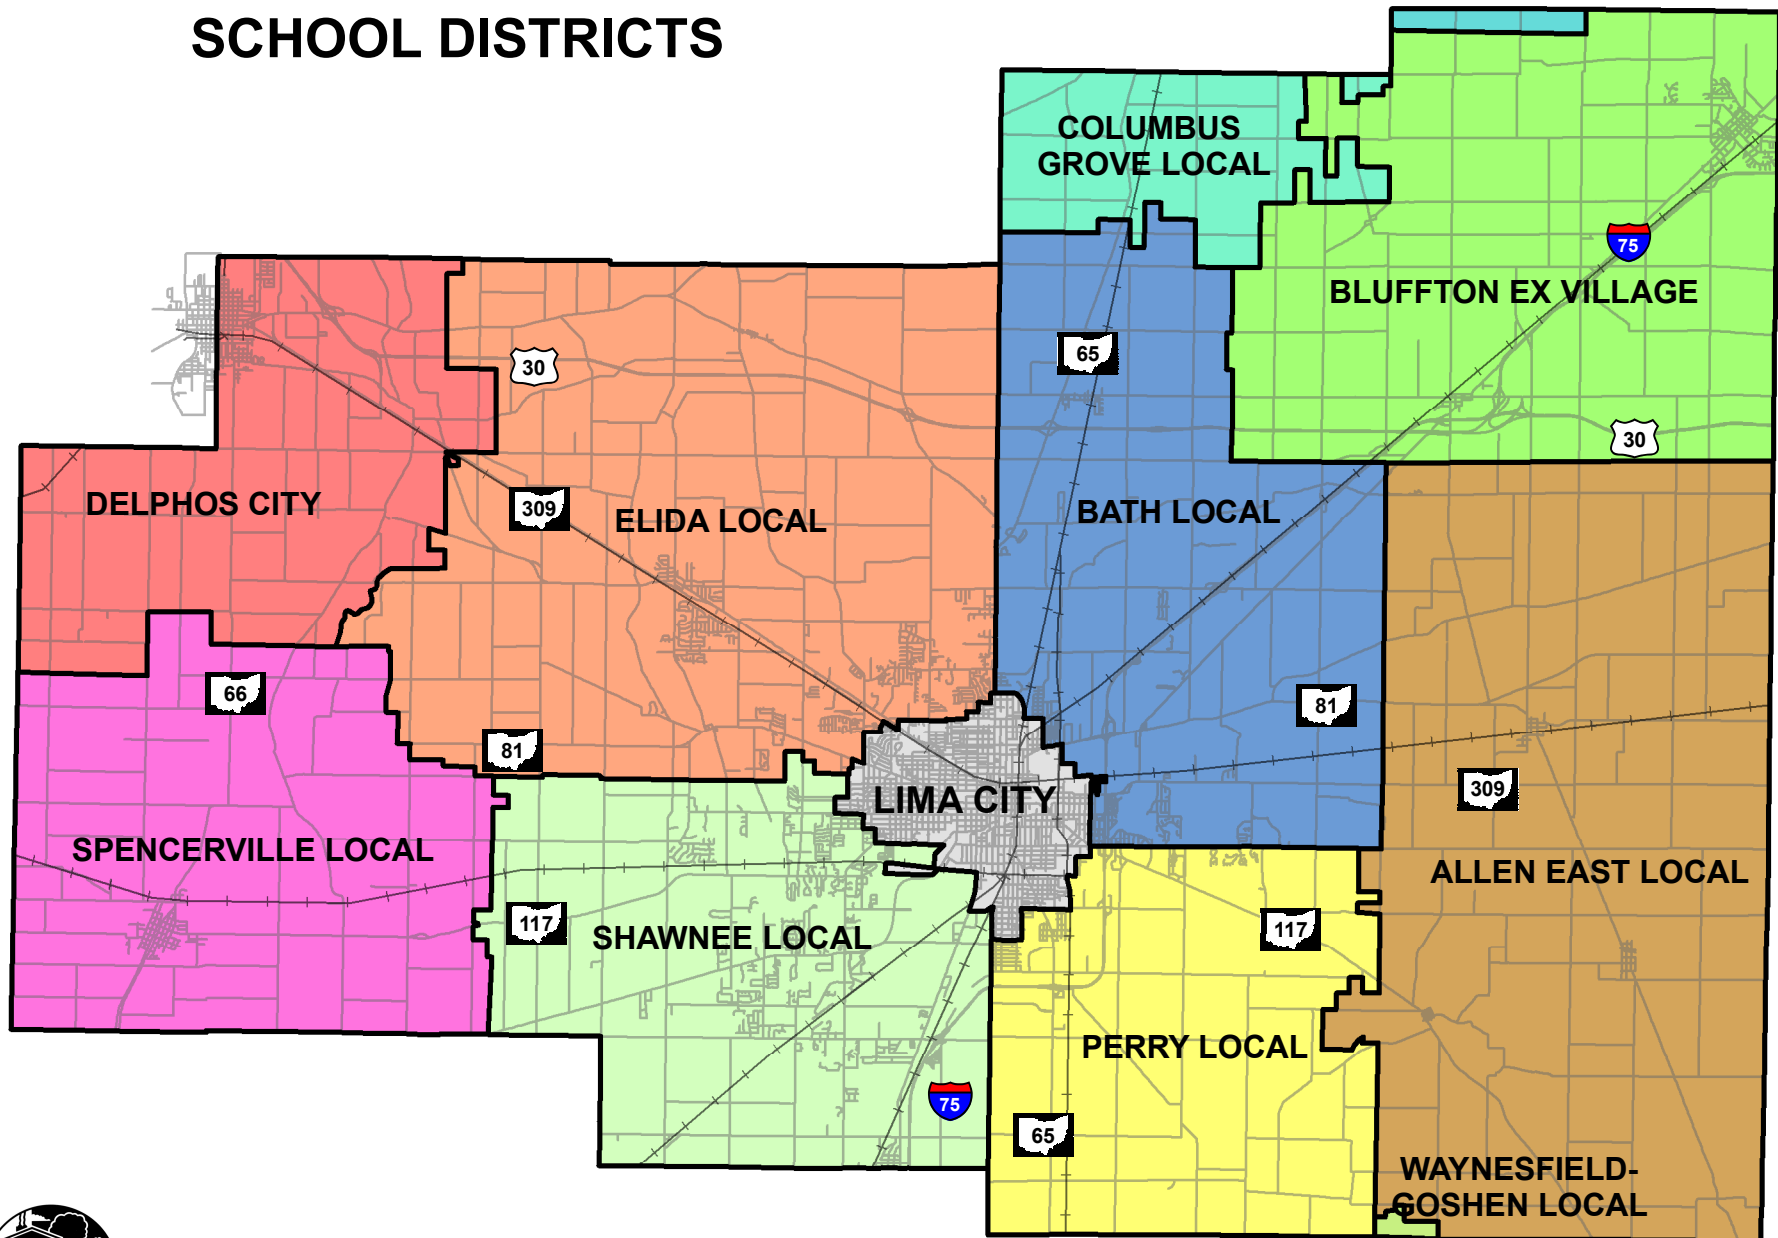 SCHOOL DISTRICTS
COLUMBUS
GROVE LOCAL
75
BLUFFTON EX VILLAGE
65
30
30
DELPHOS CITY
309
ELIDA LOCAL
BATH LOCAL
66
81
81
LIMA CITY
309
SPENCERVILLE LOCAL
ALLEN EAST LOCAL
117
SHAWNEE LOCAL
117
PERRY LOCAL
75
65
WAYNESFIELD-
GOSHEN LOCAL